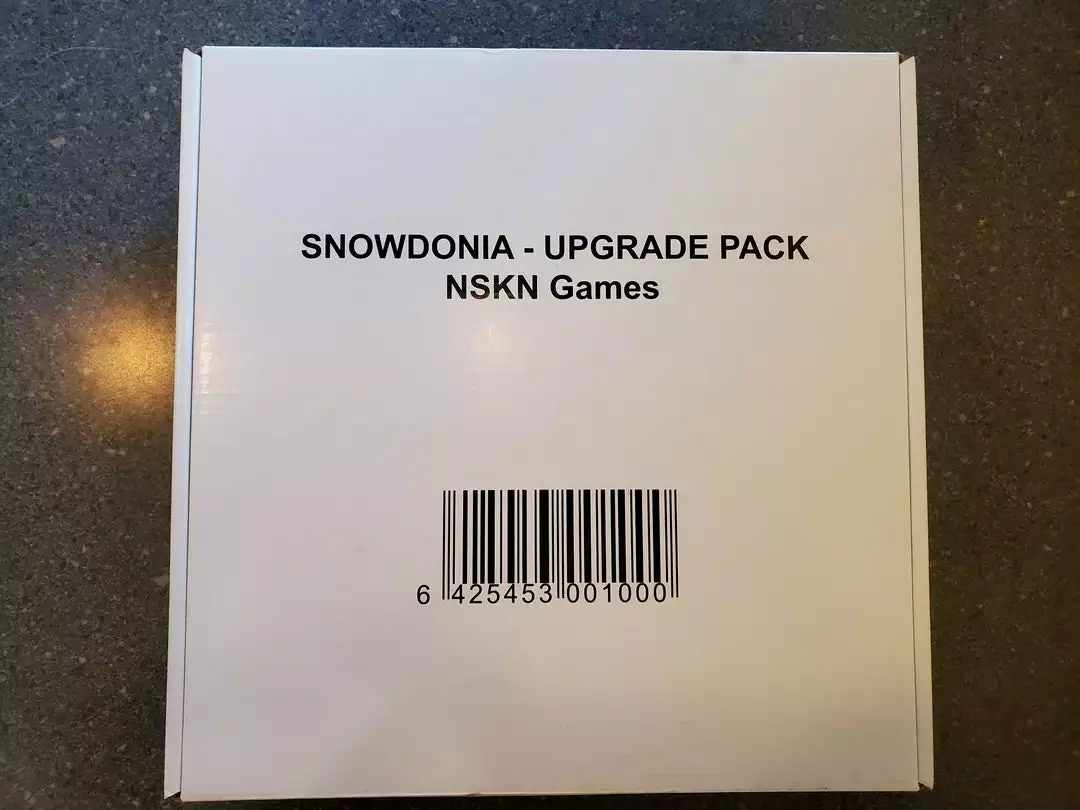 SNOWDONIA - UPGRADE PACK
NSKN Games
6 425453 001000